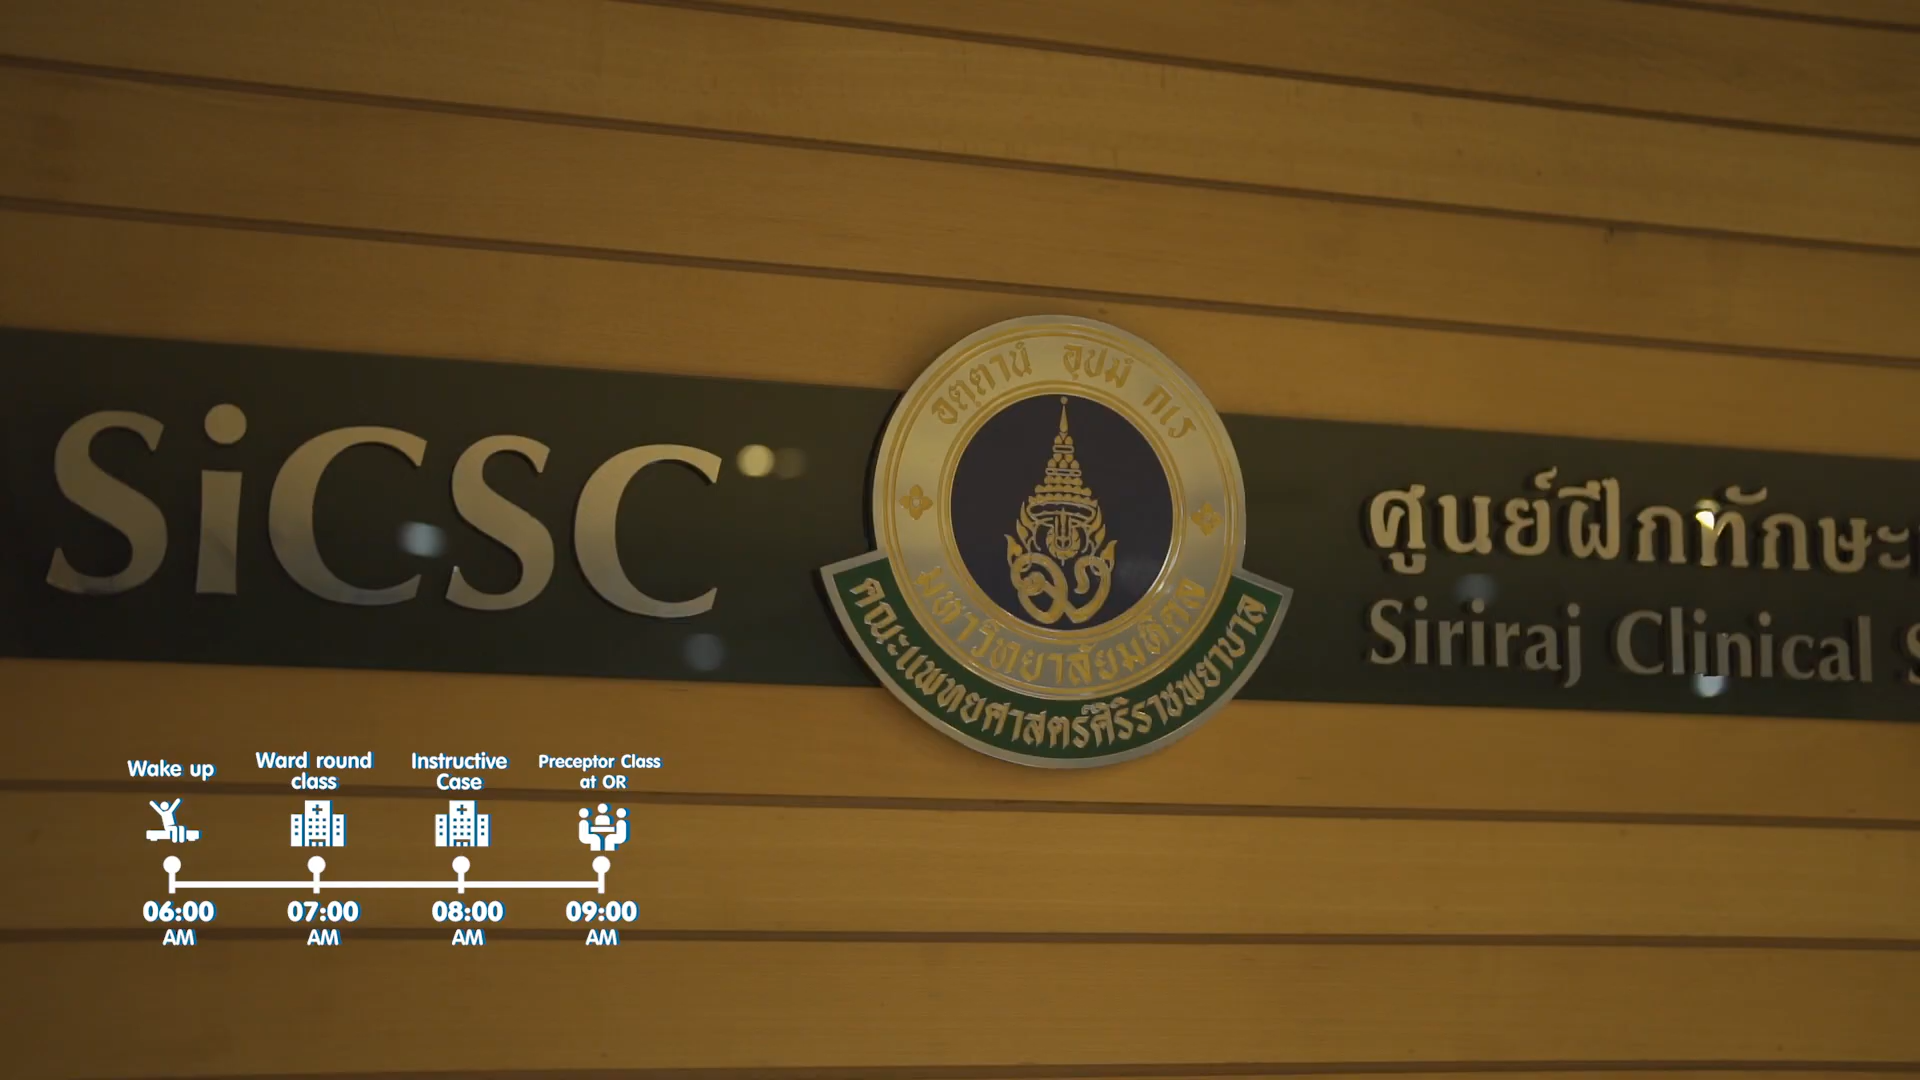 SiCSC
อตฺตานํ อุปมํ กเร
มหาวิทยาลัยมหิดล
คณะแพทยศาสตร์ศิริราชพยาบาล
ศูนย์ฝึกทักษะ
Siriraj Clinical S
Wake up
Ward round
class
Instructive
Case
Preceptor Class
at OR
06:00
AM
07:00
AM
08:00
AM
09:00
AM